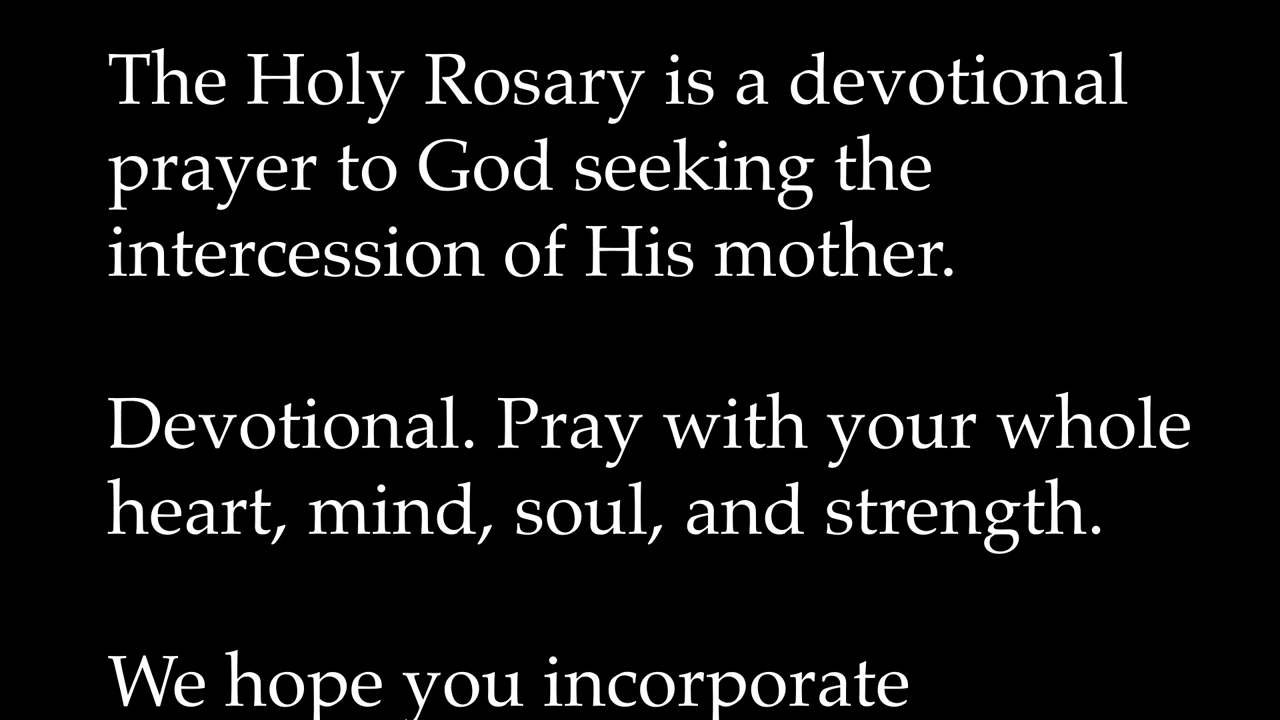 The Holy Rosary is a devotional
prayer to God seeking the
intercession of His mother.
Devotional. Pray with your whole
heart, mind, soul, and strength.
We hope you incorporate